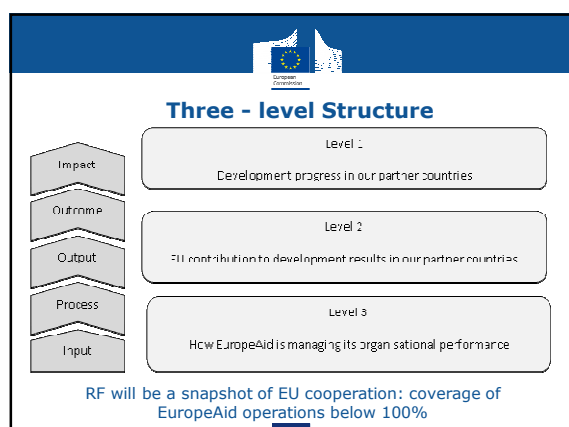 European
Commission
Three - level Structure
Impact
Outcome
Output
Process
Input
Level 1
Development progress in our partner countries
Level 2
EU contribution to development results in our partner countries
Level 3
How EuropeAid is managing its organisational performance
RF will be a snapshot of EU cooperation: coverage of
EuropeAid operations below 100%